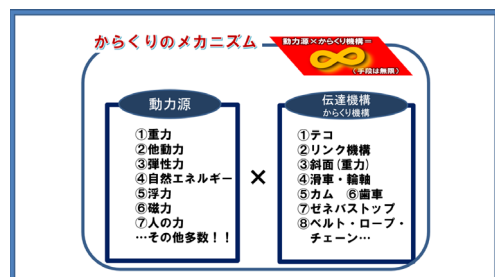 からくりのメカニズム
動力源×からくり機構＝
∞
(手段は無限)
動力源
①重力
②他動力
③弾性力
④自然エネルギー
⑤浮力
⑥磁力
⑦人の力
…その他多数！！
×
伝達機構
からくり機構
①テコ
②リンク機構
③斜面(重力)
④滑車・輪軸
⑤カム　⑥歯車
⑦ゼネバストップ
⑧ベルト・ロープ・
チェーン…